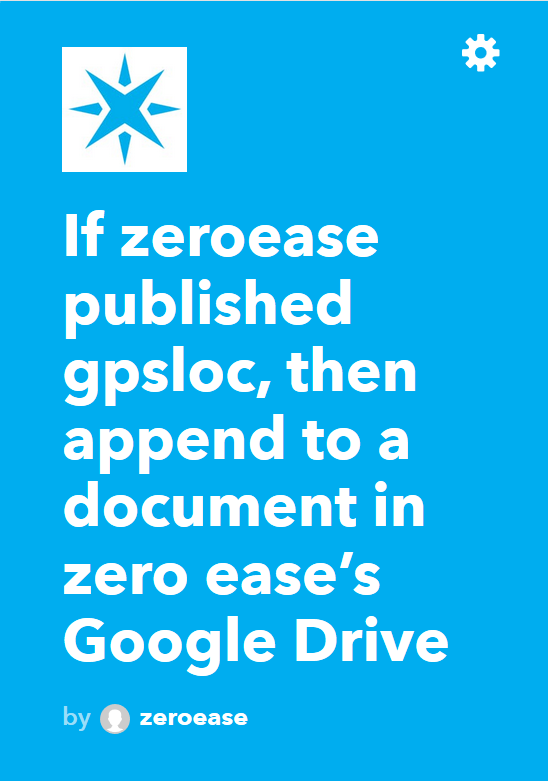 If zeroease
published
gpsloc, then
append to a
document in
zero ease’s
Google Drive
by zeroease